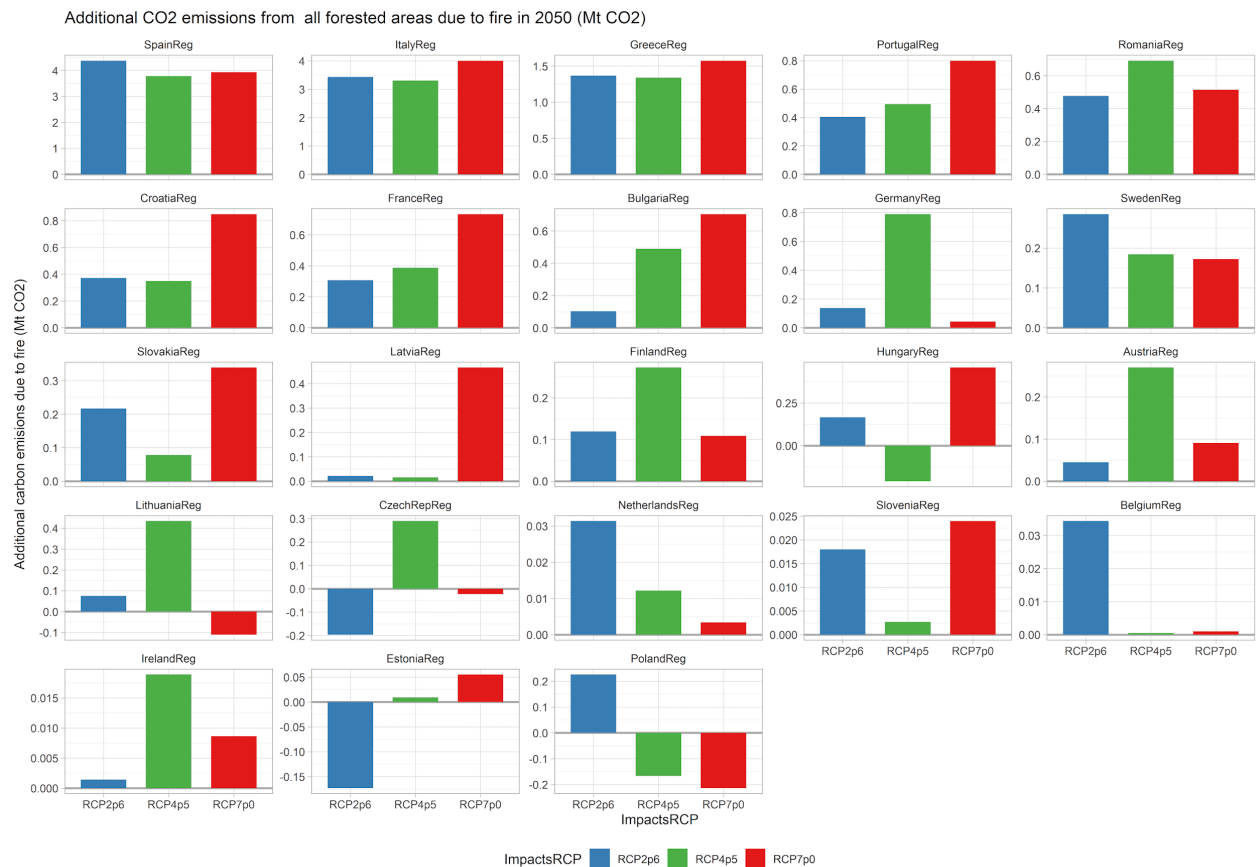 Additional CO2 emissions from  all forested areas due to fire in 2050 (Mt CO2)
SpainReg ItalyReg GreeceReg PortugalReg RomaniaReg
4 3 2 1 0
4 3 2 1 0
1.5 1.0 0.5 0.0
0.8 0.6 0.4 0.2 0.0
0.6 0.4 0.2 0.0
CroatiaReg FranceReg BulgariaReg GermanyReg SwedenReg
0.8 0.6 0.4 0.2 0.0
0.6 0.4 0.2 0.0
0.6 0.4 0.2 0.0
0.8 0.6 0.4 0.2 0.0
0.2 0.1 0.0
Additional carbon emisions due to fire (Mt CO2)
SlovakiaReg LatviaReg FinlandReg HungaryReg AustriaReg
0.3 0.2 0.1 0.0
0.4 0.3 0.2 0.1 0.0
0.2 0.1 0.0
0.25 0.00
0.2 0.1 0.0
LithuaniaReg CzechRepReg NetherlandsReg SloveniaReg BelgiumReg
0.4 0.3 0.2 0.1 0.0 -0.1
0.3 0.2 0.1 0.0 -0.1 -0.2
0.03 0.02 0.01 0.00
0.025 0.020 0.015 0.010 0.005 0.000
0.03 0.02 0.01 0.00
RCP2p6 RCP4p5 RCP7p0 RCP2p6 RCP4p5 RCP7p0
IrelandReg EstoniaReg PolandReg
0.015 0.010 0.005 0.000
0.05 0.00 -0.05 -0.10 -0.15
0.2 0.1 0.0 -0.1 -0.2
RCP2p6 RCP4p5 RCP7p0 RCP2p6 RCP4p5 RCP7p0 RCP2p6 RCP4p5 RCP7p0
ImpactsRCP
ImpactsRCP RCP2p6 RCP4p5 RCP7p0